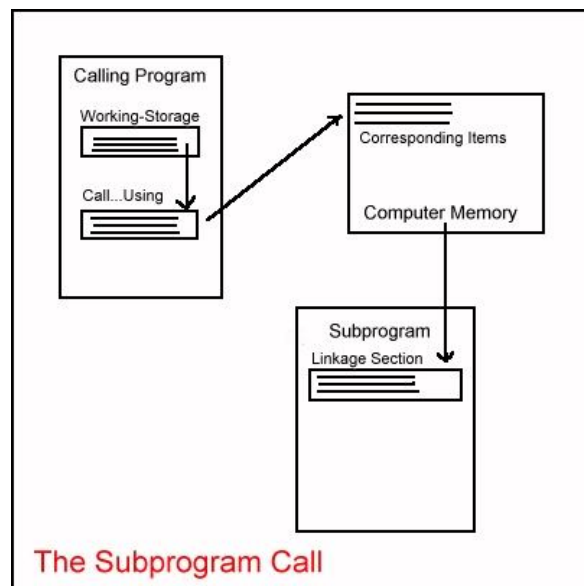 Calling Program
Working-Storage
Call...Using
Corresponding Items
Computer Memory
Subprogram
Linkage Section
The Subprogram Call